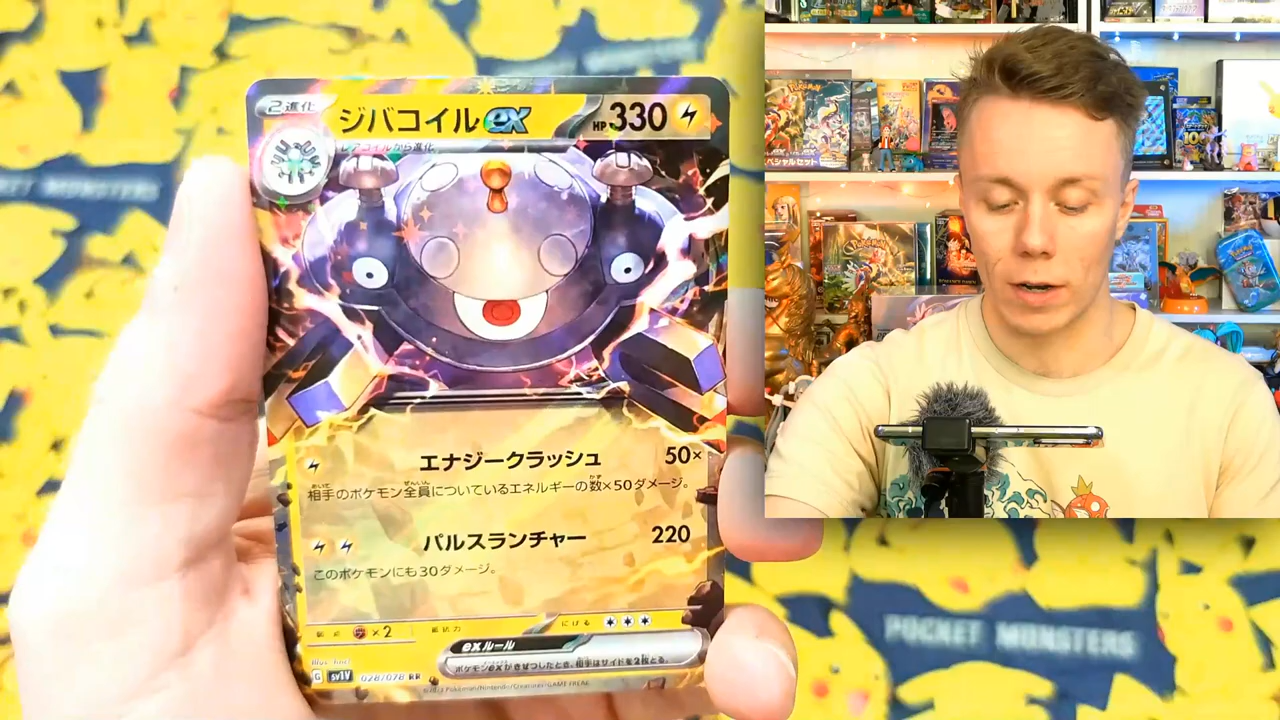 2進化
ジバコイルex
HP 330
レアコイルから進化
エナジークラッシュ 50×
相手のポケモン全員についているエネルギーの数×50ダメージ。
パルスランチャー 220
このポケモンにも30ダメージ。
弱点 ×2 抵抗力 にげる
exルール
ポケモンexがきぜつしたとき、相手はサイドを2枚とる。
G sv1V 028/078 RR
POCKET MONSTERS
POCKET MONSTERS